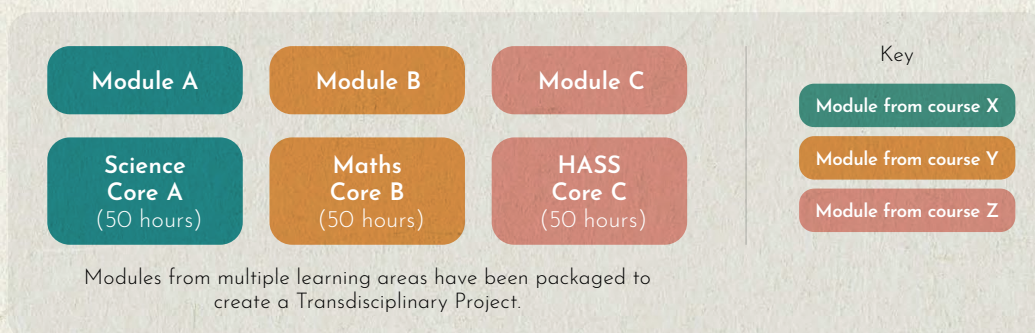 Module A
Module B
Module C
Science
Core A
(50 hours)
Maths
Core B
(50 hours)
HASS
Core C
(50 hours)
Modules from multiple learning areas have been packaged to
create a Transdisciplinary Project.
Key
Module from course X
Module from course Y
Module from course Z